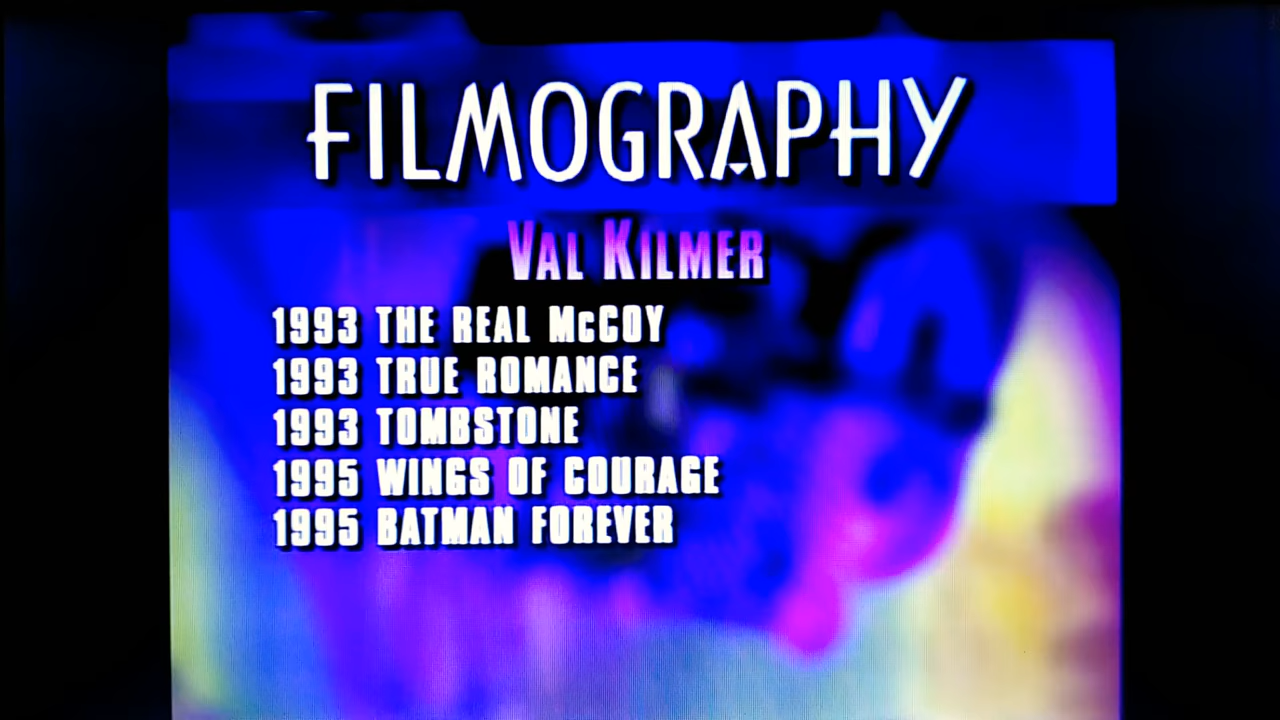 FILMOGRAPHY
VAL KILMER
1993 THE REAL McCOY
1993 TRUE ROMANCE
1993 TOMBSTONE
1995 WINGS OF COURAGE
1995 BATMAN FOREVER